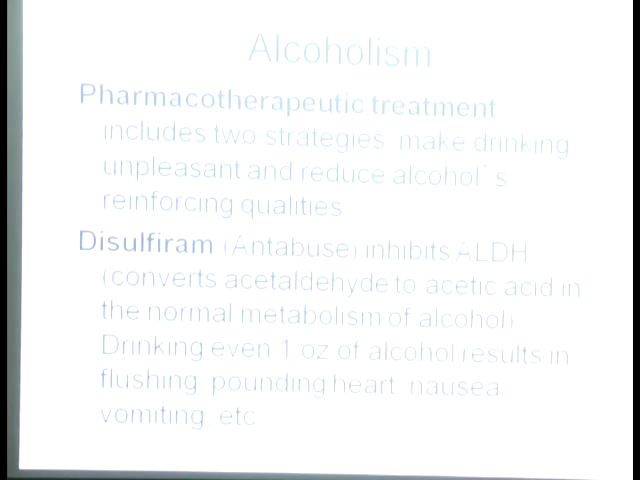 Alcoholism
Pharmacotherapeutic treatment
includes two strategies make drinking
unpleasant and reduce alcohol`s
reinforcing qualities
Disulfiram (Antabuse) inhibits ALDH
(converts acetaldehyde to acetic acid in
the normal metabolism of alcohol)
Drinking even 1 oz of alcohol results in
flushing pounding heart nausea
vomiting etc